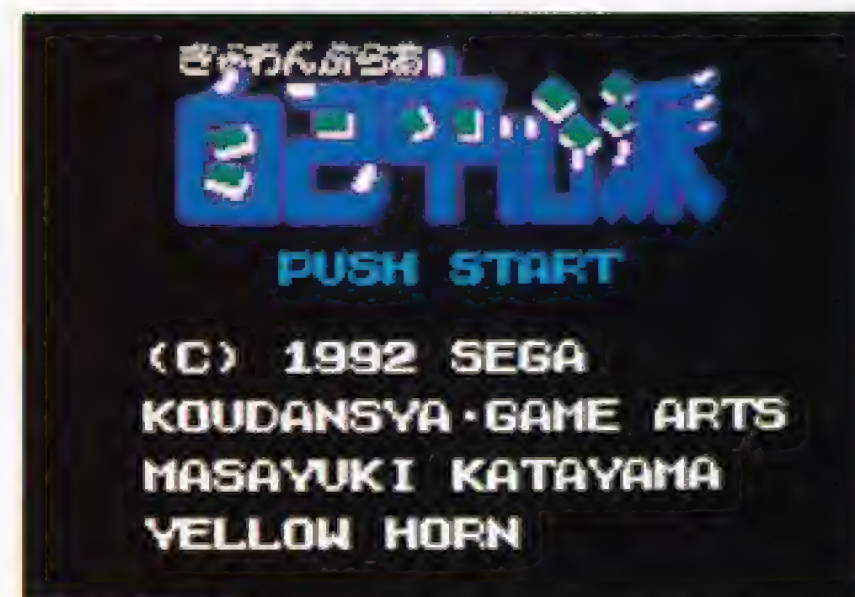 ぎゅわんぶらあ
自己中心派
PUSH START
(C) 1992 SEGA
KOUDANSYA·GAME ARTS
MASAYUKI KATAYAMA
YELLOW HORN